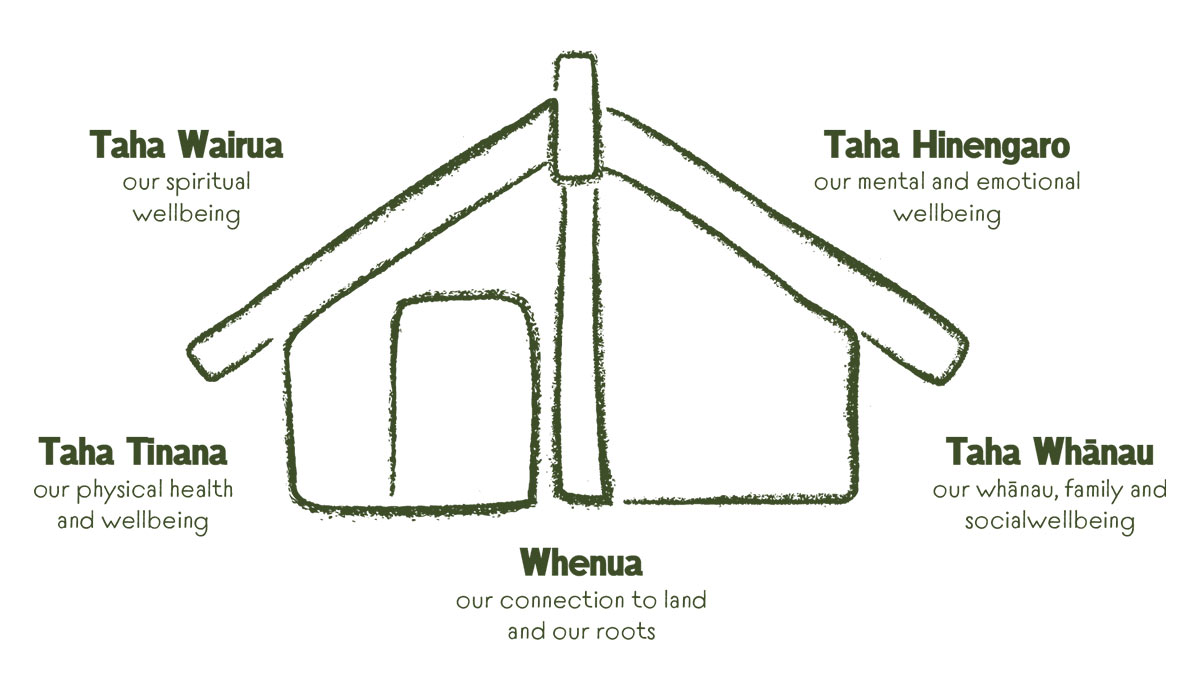 Taha Wairua
our spiritual
wellbeing
Taha Hinengaro
our mental and emotional
wellbeing
Taha Tīnana
our physical health
and wellbeing
Taha Whānau
our whānau, family and
socialwellbeing
Whenua
our connection to land
and our roots